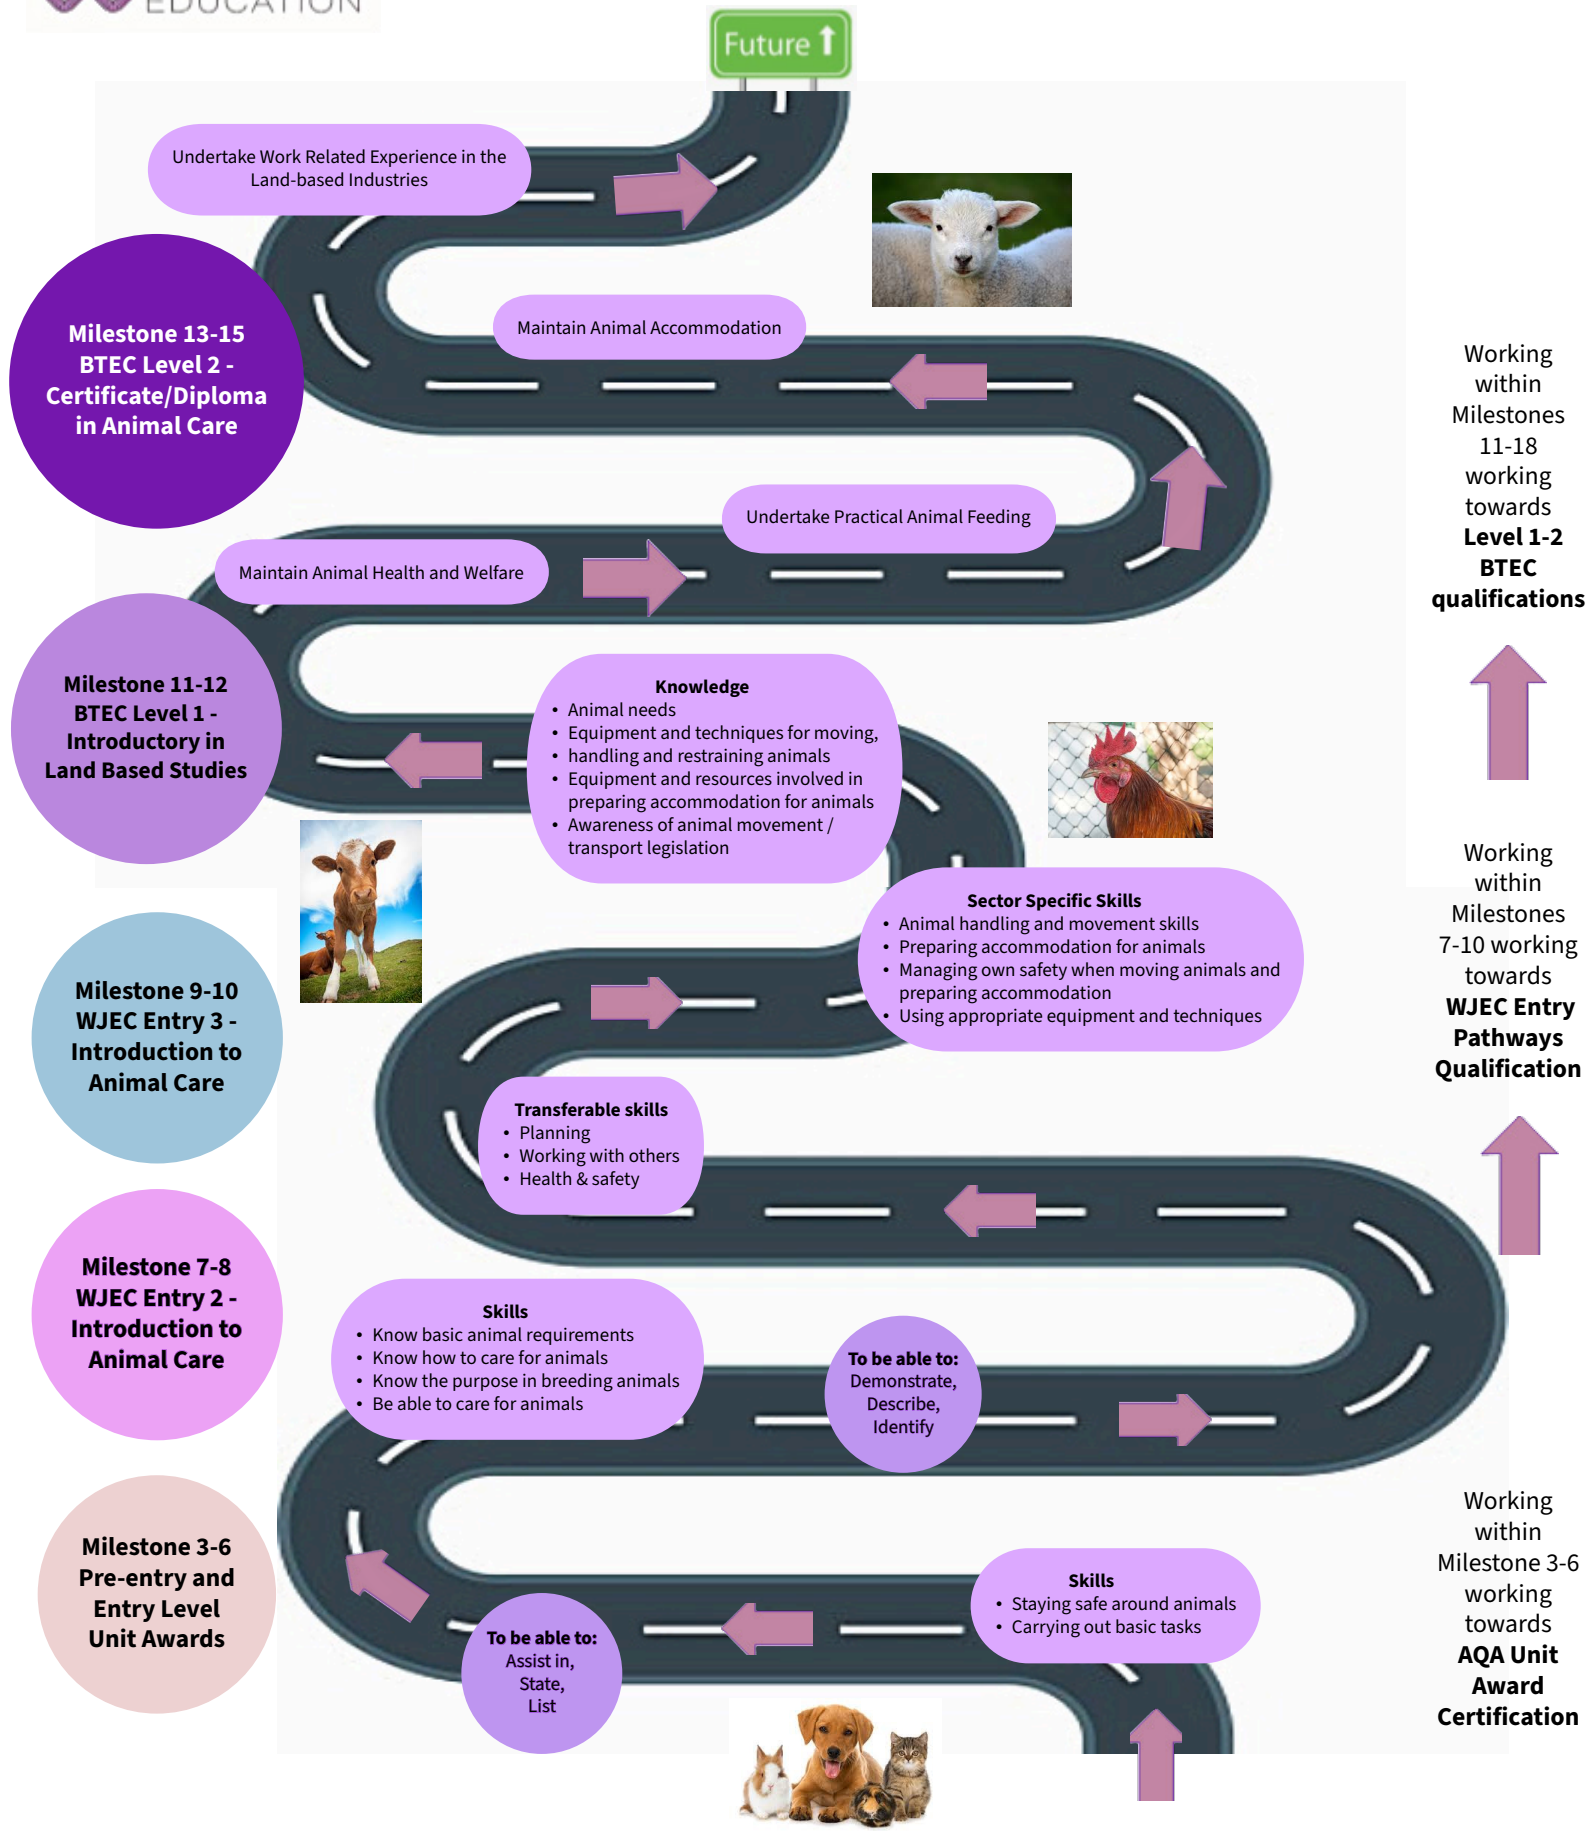 EDUCATION
Future
Undertake Work Related Experience in the
Land-based Industries
Milestone 13-15
BTEC Level 2 -
Certificate/Diploma
in Animal Care
Maintain Animal Accommodation
Working
within
Milestones
11-18
working
towards
Level 1-2
BTEC
qualifications
Undertake Practical Animal Feeding
Maintain Animal Health and Welfare
Milestone 11-12
BTEC Level 1 -
Introductory in
Land Based Studies
Knowledge
• Animal needs
• Equipment and techniques for moving,
• handling and restraining animals
• Equipment and resources involved in
preparing accommodation for animals
• Awareness of animal movement /
transport legislation
Sector Specific Skills
• Animal handling and movement skills
• Preparing accommodation for animals
• Managing own safety when moving animals and
preparing accommodation
• Using appropriate equipment and techniques
Working
within
Milestones
7-10 working
towards
WJEC Entry
Pathways
Qualification
Milestone 9-10
WJEC Entry 3 -
Introduction to
Animal Care
Transferable skills
• Planning
• Working with others
• Health & safety
Milestone 7-8
WJEC Entry 2 -
Introduction to
Animal Care
Skills
• Know basic animal requirements
• Know how to care for animals
• Know the purpose in breeding animals
• Be able to care for animals
To be able to:
Demonstrate,
Describe,
Identify
Milestone 3-6
Pre-entry and
Entry Level
Unit Awards
To be able to:
Assist in,
State,
List
Skills
• Staying safe around animals
• Carrying out basic tasks
Working
within
Milestone 3-6
working
towards
AQA Unit
Award
Certification